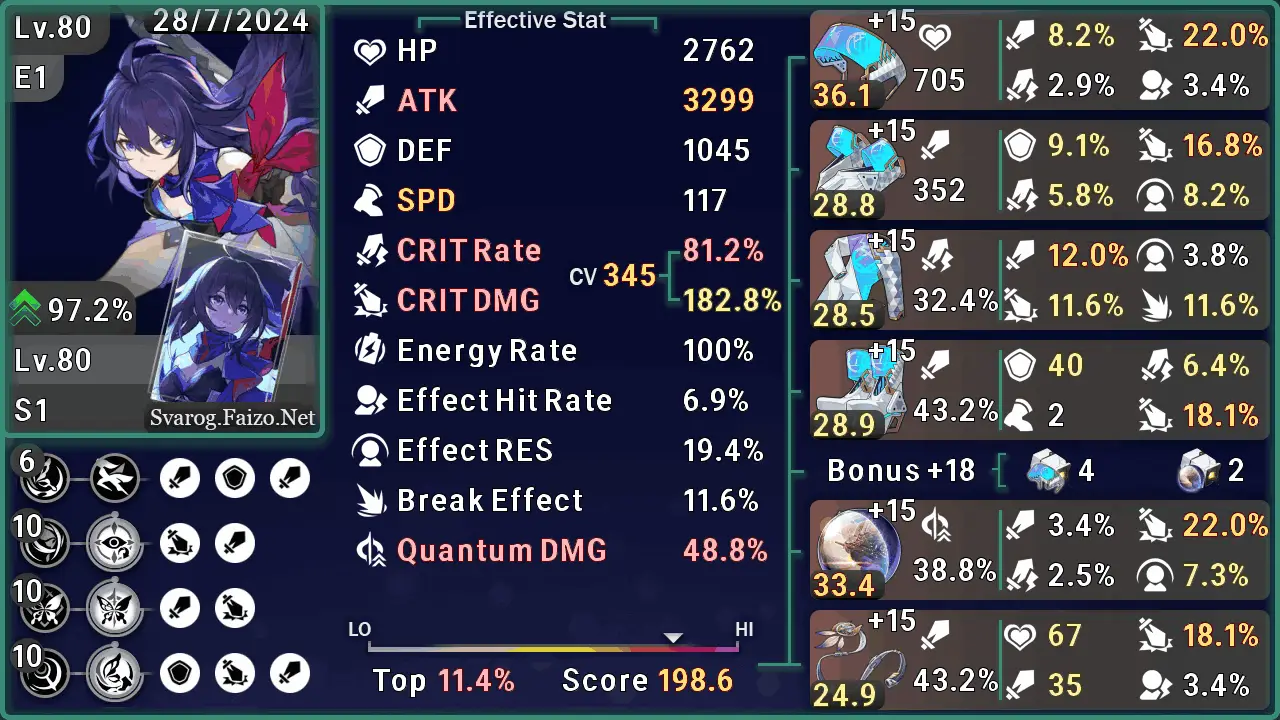 Lv.80
28/7/2024
E1
97.2%
Lv.80
S1
Svarog.Faizo.Net
6
10
10
10
Effective Stat
HP 2762
ATK 3299
DEF 1045
SPD 117
CRIT Rate 81.2%
CV 345
CRIT DMG 182.8%
Energy Rate 100%
Effect Hit Rate 6.9%
Effect RES 19.4%
Break Effect 11.6%
Quantum DMG 48.8%
LO HI
Top 11.4% Score 198.6
+15 8.2% 22.0%
36.1 705 2.9% 3.4%
+15 9.1% 16.8%
28.8 352 5.8% 8.2%
+15 12.0% 3.8%
28.5 32.4% 11.6% 11.6%
+15 40 6.4%
28.9 43.2% 2 18.1%
Bonus +18 4 2
+15 3.4% 22.0%
33.4 38.8% 2.5% 7.3%
+15 67 18.1%
24.9 43.2% 35 3.4%